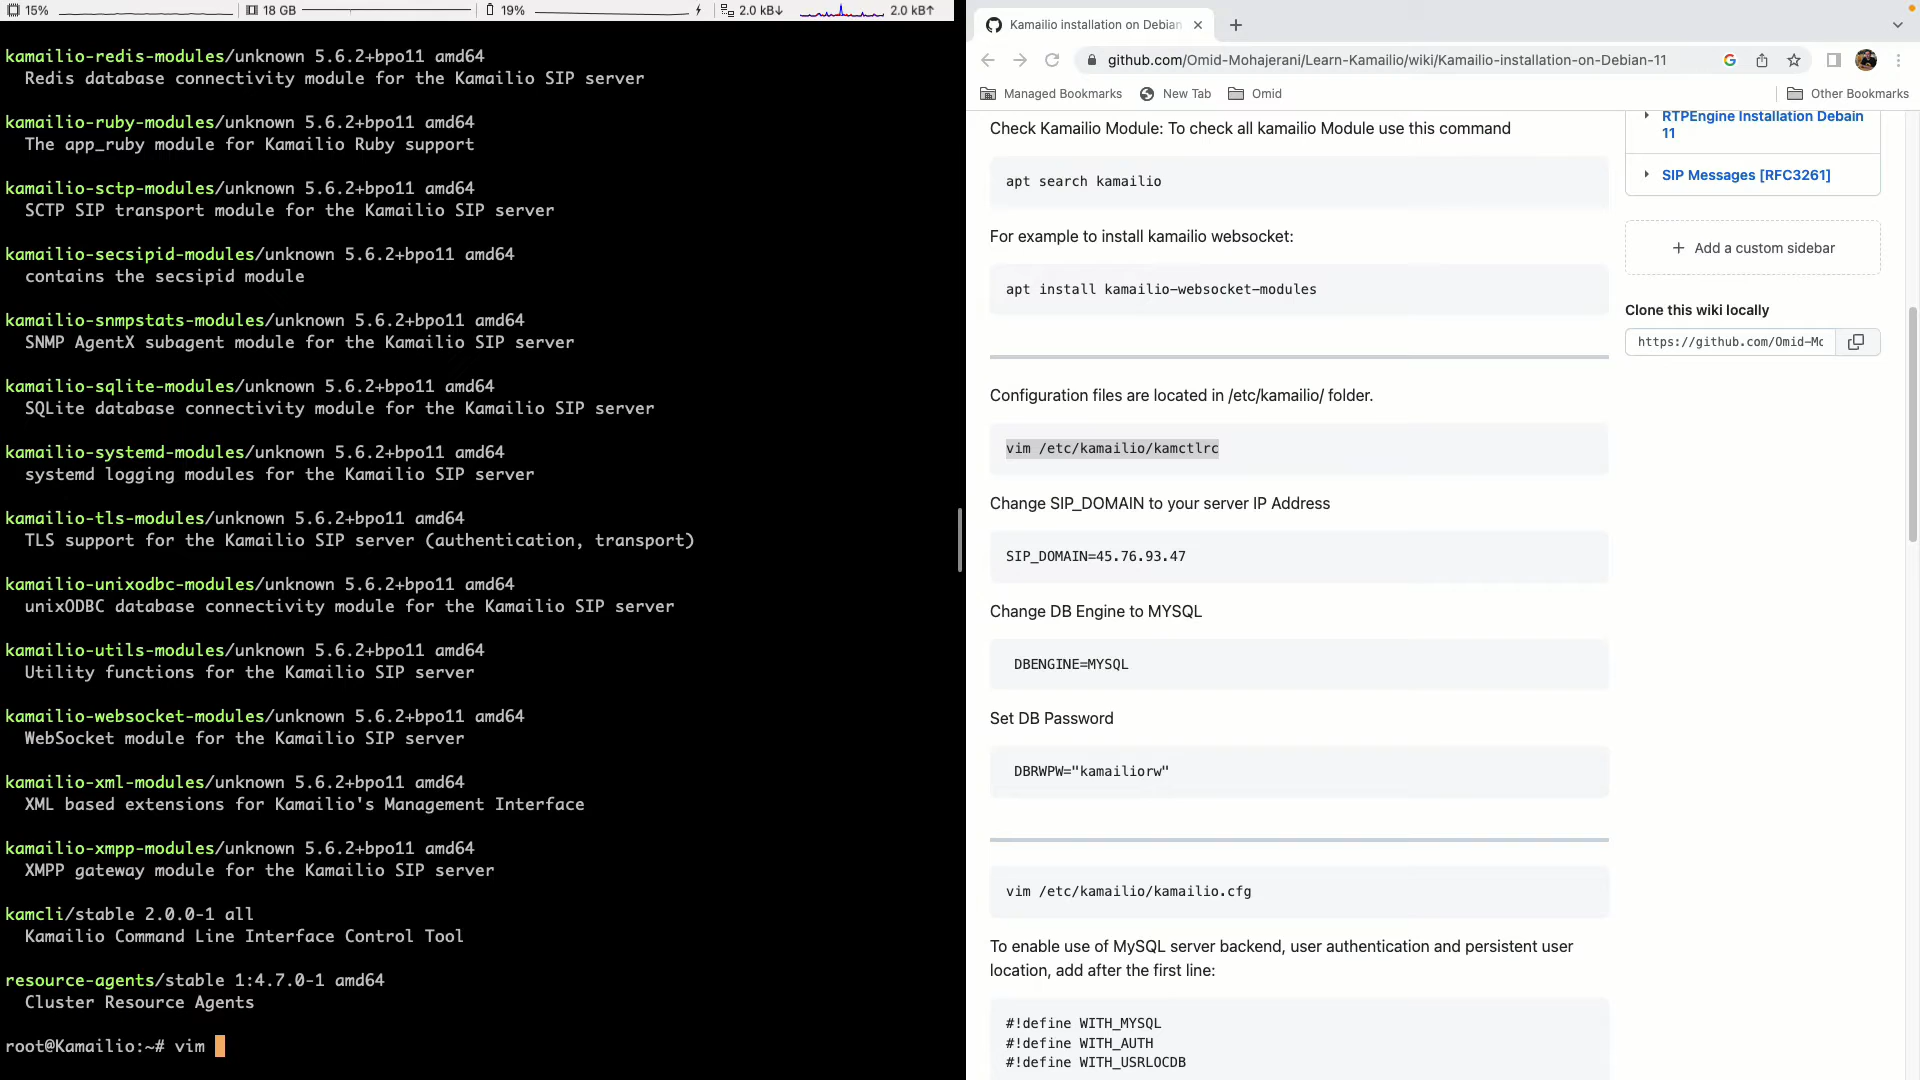 15%
18 GB
19%
2.0 kB↓
2.0 kB↑
kamailio-redis-modules/unknown 5.6.2+bpo11 amd64
Redis database connectivity module for the Kamailio SIP server
kamailio-ruby-modules/unknown 5.6.2+bpo11 amd64
The app_ruby module for Kamailio Ruby support
kamailio-sctp-modules/unknown 5.6.2+bpo11 amd64
SCTP SIP transport module for the Kamailio SIP server
kamailio-secsipid-modules/unknown 5.6.2+bpo11 amd64
contains the secsipid module
kamailio-snmpstats-modules/unknown 5.6.2+bpo11 amd64
SNMP AgentX subagent module for the Kamailio SIP server
kamailio-sqlite-modules/unknown 5.6.2+bpo11 amd64
SQLite database connectivity module for the Kamailio SIP server
kamailio-systemd-modules/unknown 5.6.2+bpo11 amd64
systemd logging modules for the Kamailio SIP server
kamailio-tls-modules/unknown 5.6.2+bpo11 amd64
TLS support for the Kamailio SIP server (authentication, transport)
kamailio-unixodbc-modules/unknown 5.6.2+bpo11 amd64
unixODBC database connectivity module for the Kamailio SIP server
kamailio-utils-modules/unknown 5.6.2+bpo11 amd64
Utility functions for the Kamailio SIP server
kamailio-websocket-modules/unknown 5.6.2+bpo11 amd64
WebSocket module for the Kamailio SIP server
kamailio-xml-modules/unknown 5.6.2+bpo11 amd64
XML based extensions for Kamailio's Management Interface
kamailio-xmpp-modules/unknown 5.6.2+bpo11 amd64
XMPP gateway module for the Kamailio SIP server
kamcli/stable 2.0.0-1 all
Kamailio Command Line Interface Control Tool
resource-agents/stable 1:4.7.0-1 amd64
Cluster Resource Agents
root@Kamailio:~# vim
Kamailio installation on Debian
github.com/Omid-Mohajerani/Learn-Kamailio/wiki/Kamailio-installation-on-Debian-11
Managed Bookmarks
New Tab
Omid
Other Bookmarks
Check Kamailio Module: To check all kamailio Module use this command
apt search kamailio
For example to install kamailio websocket:
apt install kamailio-websocket-modules
Configuration files are located in /etc/kamailio/ folder.
vim /etc/kamailio/kamctlrc
Change SIP_DOMAIN to your server IP Address
SIP_DOMAIN=45.76.93.47
Change DB Engine to MYSQL
DBENGINE=MYSQL
Set DB Password
DBRWPW="kamailiorw"
vim /etc/kamailio/kamailio.cfg
To enable use of MySQL server backend, user authentication and persistent user
location, add after the first line:
#!define WITH_MYSQL
#!define WITH_AUTH
#!define WITH_USRLOCDB
RTPEngine Installation Debain
11
SIP Messages [RFC3261]
Add a custom sidebar
Clone this wiki locally
https://github.com/Omid-Mo